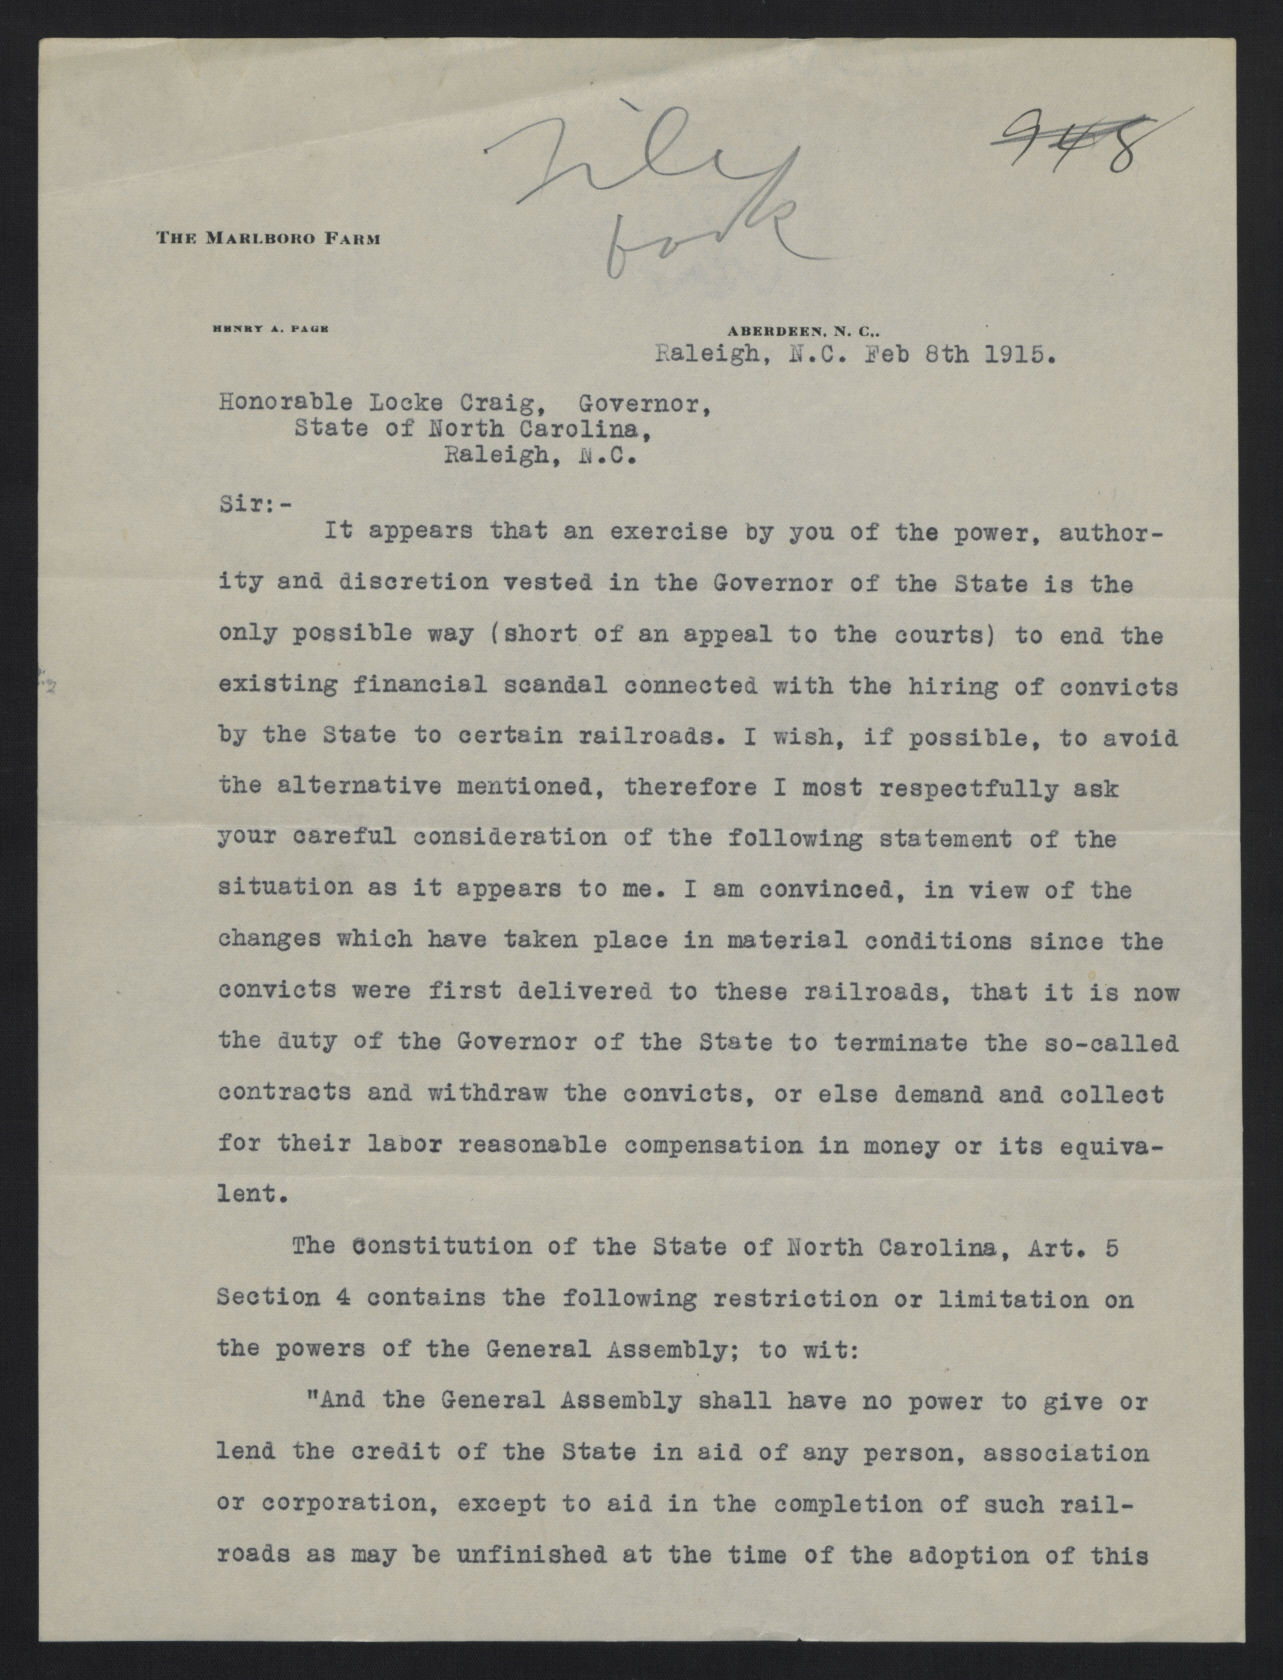 948
File
book
THE MARLBORO FARM
HENRY A. PAGE
ABERDEEN, N. C..
Raleigh, N.C. Feb 8th 1915.
Honorable Locke Craig, Governor,
State of North Carolina,
Raleigh, N.C.
Sir:-
It appears that an exercise by you of the power, author-
ity and discretion vested in the Governor of the State is the
only possible way (short of an appeal to the courts) to end the
existing financial scandal connected with the hiring of convicts
by the State to certain railroads. I wish, if possible, to avoid
the alternative mentioned, therefore I most respectfully ask
your careful consideration of the following statement of the
situation as it appears to me. I am convinced, in view of the
changes which have taken place in material conditions since the
convicts were first delivered to these railroads, that it is now
the duty of the Governor of the State to terminate the so-called
contracts and withdraw the convicts, or else demand and collect
for their labor reasonable compensation in money or its equiva-
lent.
The Constitution of the State of North Carolina, Art. 5
Section 4 contains the following restriction or limitation on
the powers of the General Assembly; to wit:
"And the General Assembly shall have no power to give or
lend the credit of the State in aid of any person, association
or corporation, except to aid in the completion of such rail-
roads as may be unfinished at the time of the adoption of this